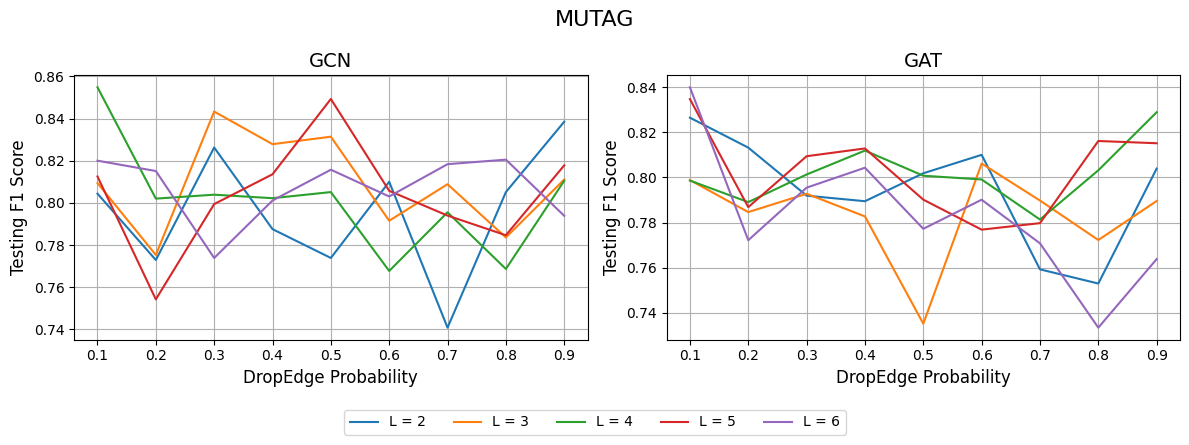 MUTAG
GCN
Testing F1 Score
0.86
0.84
0.82
0.80
0.78
0.76
0.74
0.1 0.2 0.3 0.4 0.5 0.6 0.7 0.8 0.9
DropEdge Probability
GAT
Testing F1 Score
0.84
0.82
0.80
0.78
0.76
0.74
0.1 0.2 0.3 0.4 0.5 0.6 0.7 0.8 0.9
DropEdge Probability
L = 2 L = 3 L = 4 L = 5 L = 6